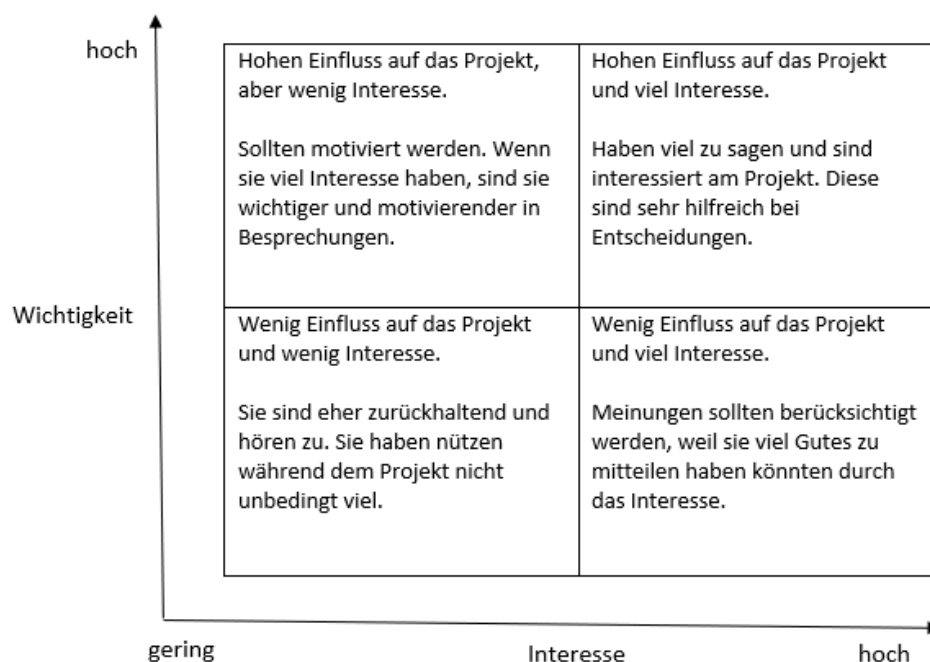 hoch
Hohen Einfluss auf das Projekt,
aber wenig Interesse.
Sollten motiviert werden. Wenn
sie viel Interesse haben, sind sie
wichtiger und motivierender in
Besprechungen.
Hohen Einfluss auf das Projekt
und viel Interesse.
Haben viel zu sagen und sind
interessiert am Projekt. Diese
sind sehr hilfreich bei
Entscheidungen.
Wichtigkeit
Wenig Einfluss auf das Projekt
und wenig Interesse.
Sie sind eher zurückhaltend und
hören zu. Sie haben nützen
während dem Projekt nicht
unbedingt viel.
Wenig Einfluss auf das Projekt
und viel Interesse.
Meinungen sollten berücksichtigt
werden, weil sie viel Gutes zu
mitteilen haben könnten durch
das Interesse.
gering
Interesse
hoch